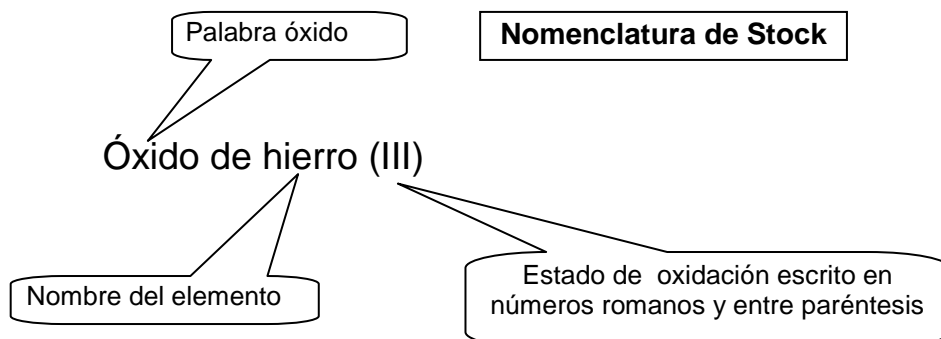 Palabra óxido
Nomenclatura de Stock
Óxido de hierro (III)
Nombre del elemento
Estado de oxidación escrito en
números romanos y entre paréntesis